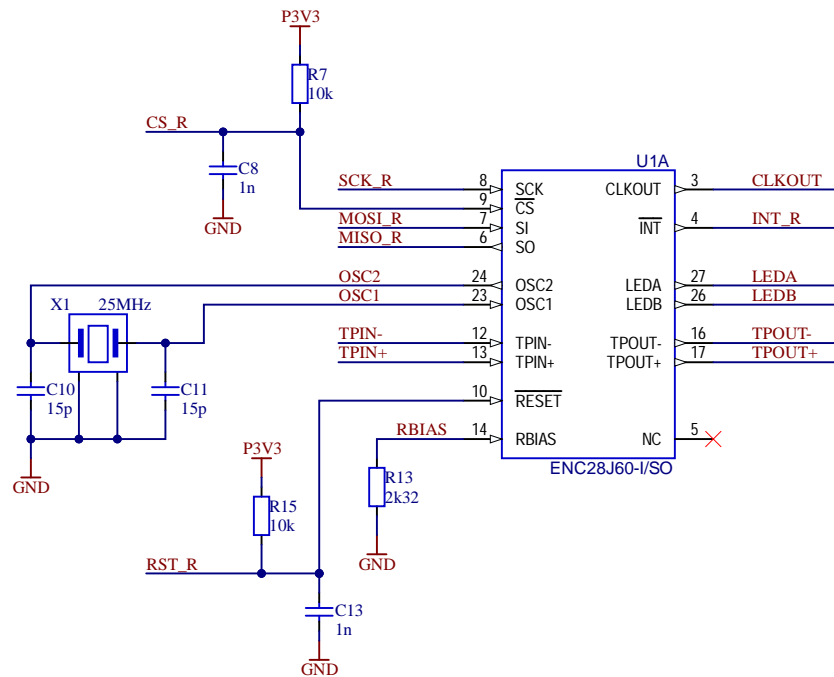 P3V3
R7
10k
CS_R
C8
1n
GND
U1A
SCK_R 8 SCK CLKOUT 3 CLKOUT
9 CS
MOSI_R 7 SI INT 4 INT_R
MISO_R 6 SO
OSC2 24 OSC2 LEDA 27 LEDA
OSC1 23 OSC1 LEDB 26 LEDB
X1 25MHz
TPIN- 12 TPIN- TPOUT- 16 TPOUT-
TPIN+ 13 TPIN+ TPOUT+ 17 TPOUT+
C10
15p
C11
15p
10 RESET
RBIAS 14 RBIAS NC 5
ENC28J60-I/SO
GND
P3V3
R13
2k32
R15
10k
GND
RST_R
C13
1n
GND